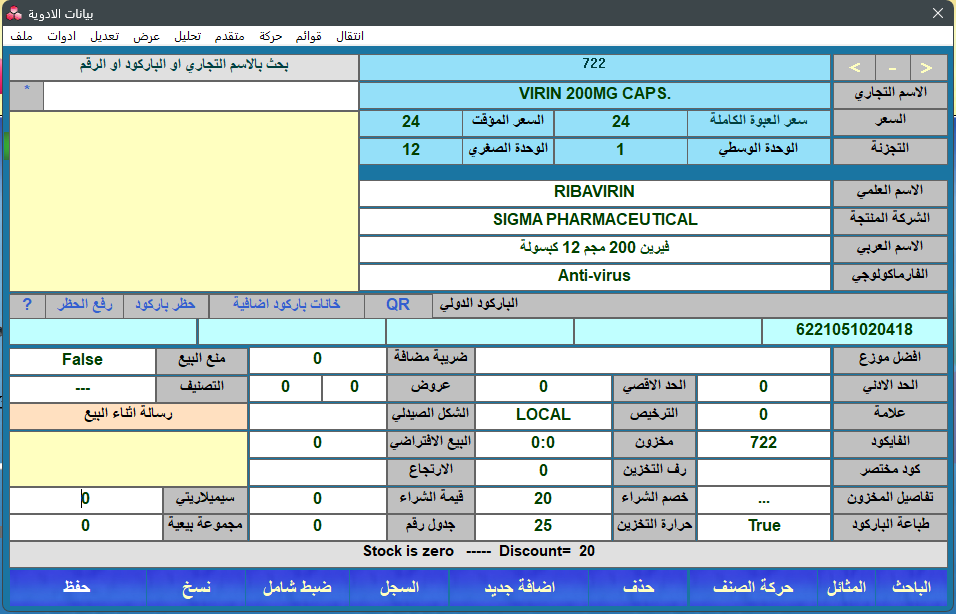 بيانات الادوية
ملف ادوات تعديل عرض تحليل متقدم حركة قوائم انتقال
بحث بالاسم التجاري او الباركود او الرقم
*
< - >
722
الاسم التجاري VIRIN 200MG CAPS.
السعر سعر العبوة الكاملة 24 السعر المؤقت 24
التجزئة الوحدة الوسطي 1 الوحدة الصغري 12
الاسم العلمي RIBAVIRIN
الشركة المنتجة SIGMA PHARMACEUTICAL
الاسم العربي فيرين 200 مجم 12 كبسولة
الفارماكولوجي Anti-virus
الباركود الدولي QR خانات باركود اضافية حظر باركود رفع الحظر ?
6221051020418
افضل موزع ضريبة مضافة 0 منع البيع False
الحد الادني 0 الحد الاقصي 0 عروض 0 0 التصنيف ---
علامة 0 الترخيص LOCAL الشكل الصيدلي رسالة اثناء البيع
الفايكود 722 مخزون 0:0 البيع الافتراضي 0
كود مختصر رف التخزين 0 الارتجاع
تفاصيل المخزون ... خصم الشراء 20 قيمة الشراء 0 سيميلاريتي 0
طباعة الباركود True حرارة التخزين 25 جدول رقم 0 مجموعة بيعية 0
Stock is zero ----- Discount= 20
الباحث المثائل حركة الصنف حذف اضافة جديد السجل ضبط شامل نسخ حفظ